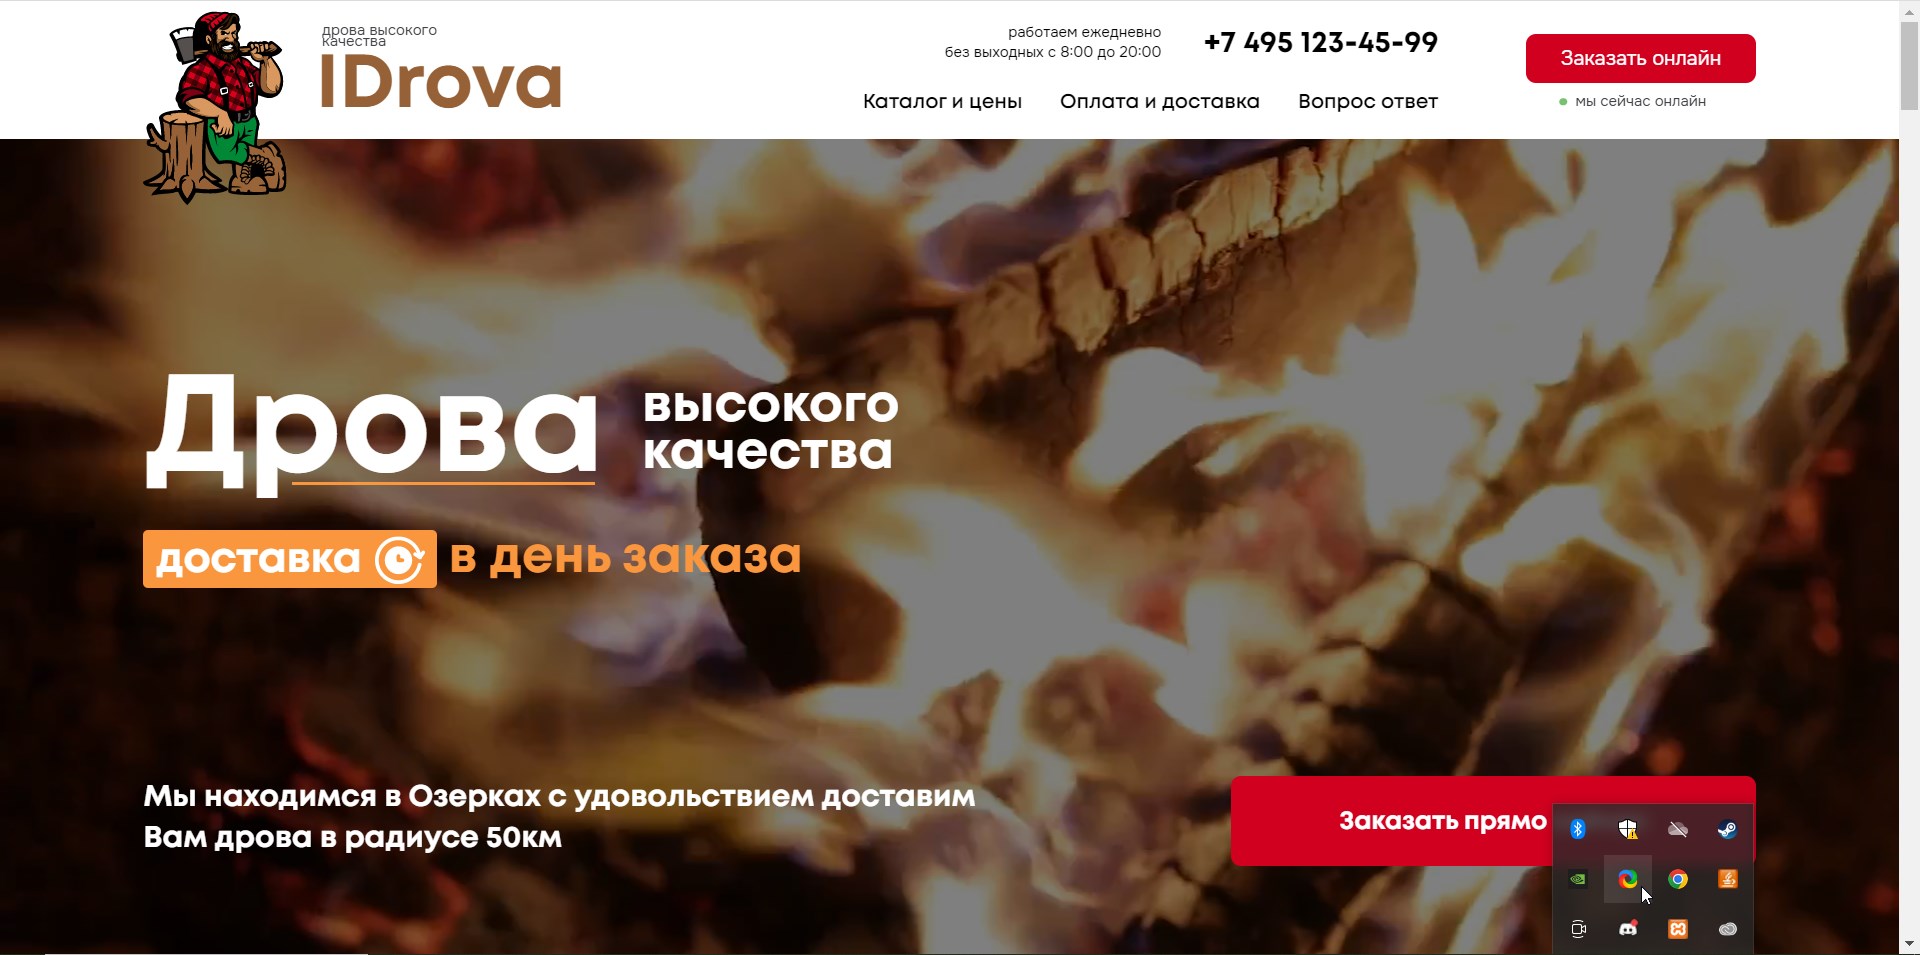 дрова высокого
качества
IDrova
работаем ежедневно
без выходных с 8:00 до 20:00
+7 495 123-45-99
Заказать онлайн
мы сейчас онлайн
Каталог и цены
Оплата и доставка
Вопрос ответ
Дрова
высокого
качества
доставка в день заказа
Мы находимся в Озерках с удовольствием доставим
Вам дрова в радиусе 50км
Заказать прямо